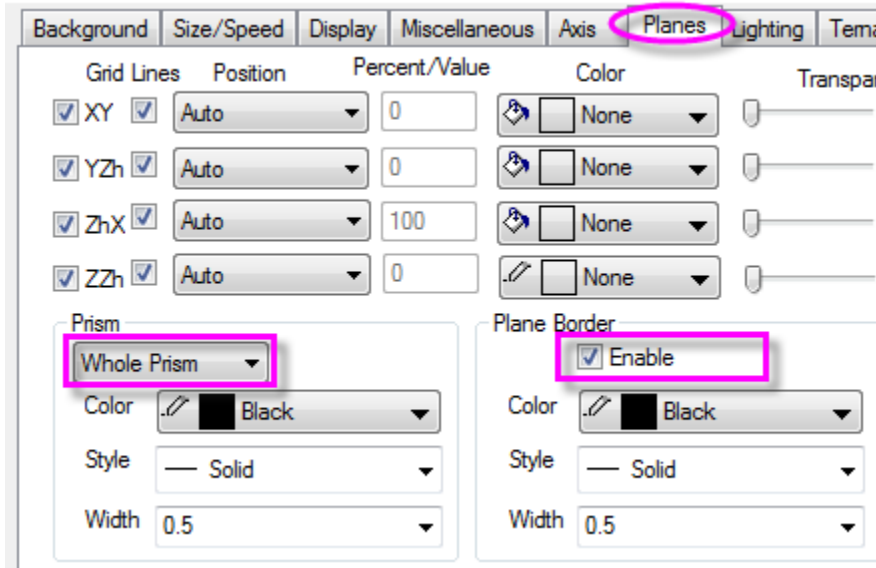 Background Size/Speed Display Miscellaneous Axis Planes Lighting Tema
Grid Lines Position Percent/Value Color Transpar
XY Auto 0 None
YZh Auto 0 None
ZhX Auto 100 None
ZZh Auto 0 None
Prism Plane Border
Whole Prism Enable
Color Black Color Black
Style Solid Style Solid
Width 0.5 Width 0.5